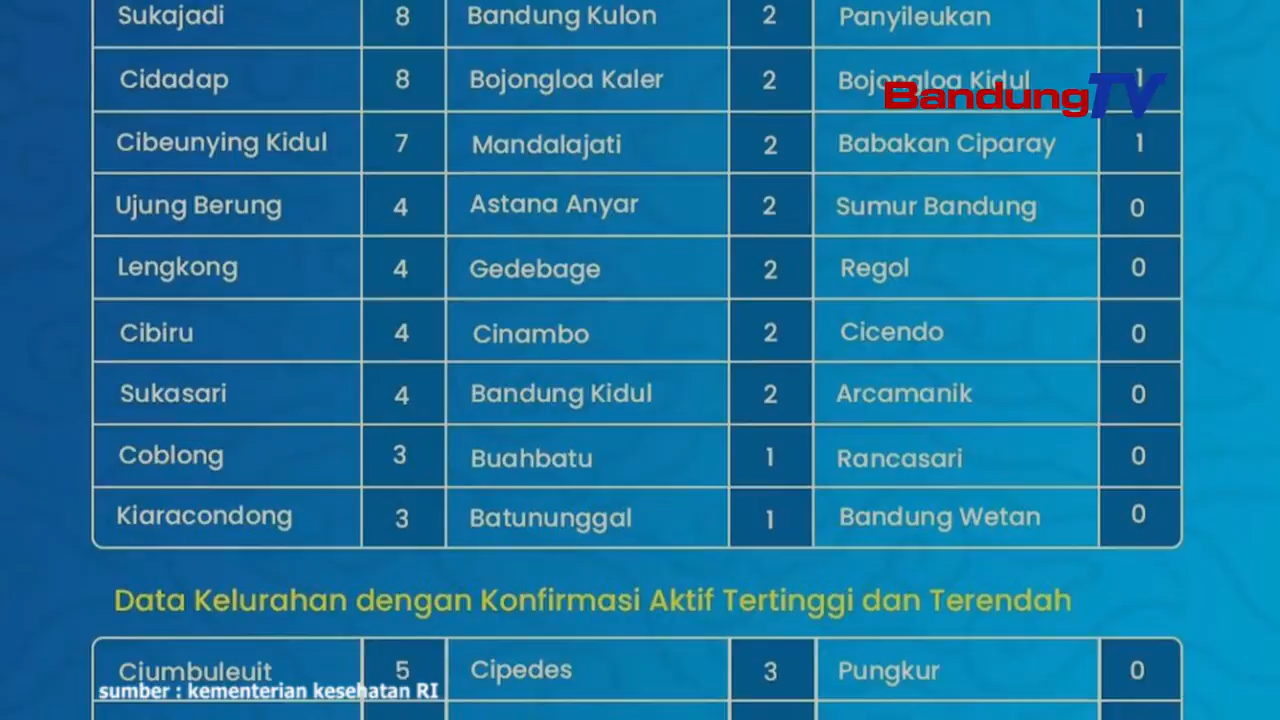 Sukajadi 8 Bandung Kulon 2 Panyileukan 1
Cidadap 8 Bojongloa Kaler 2 Bojongloa Kidul 1
BandungTV
Cibeunying Kidul 7 Mandalajati 2 Babakan Ciparay 1
Ujung Berung 4 Astana Anyar 2 Sumur Bandung 0
Lengkong 4 Gedebage 2 Regol 0
Cibiru 4 Cinambo 2 Cicendo 0
Sukasari 4 Bandung Kidul 2 Arcamanik 0
Coblong 3 Buahbatu 1 Rancasari 0
Kiaracondong 3 Batununggal 1 Bandung Wetan 0
Data Kelurahan dengan Konfirmasi Aktif Tertinggi dan Terendah
Ciumbuleuit 5 Cipedes 3 Pungkur 0
sumber : kementerian kesehatan RI